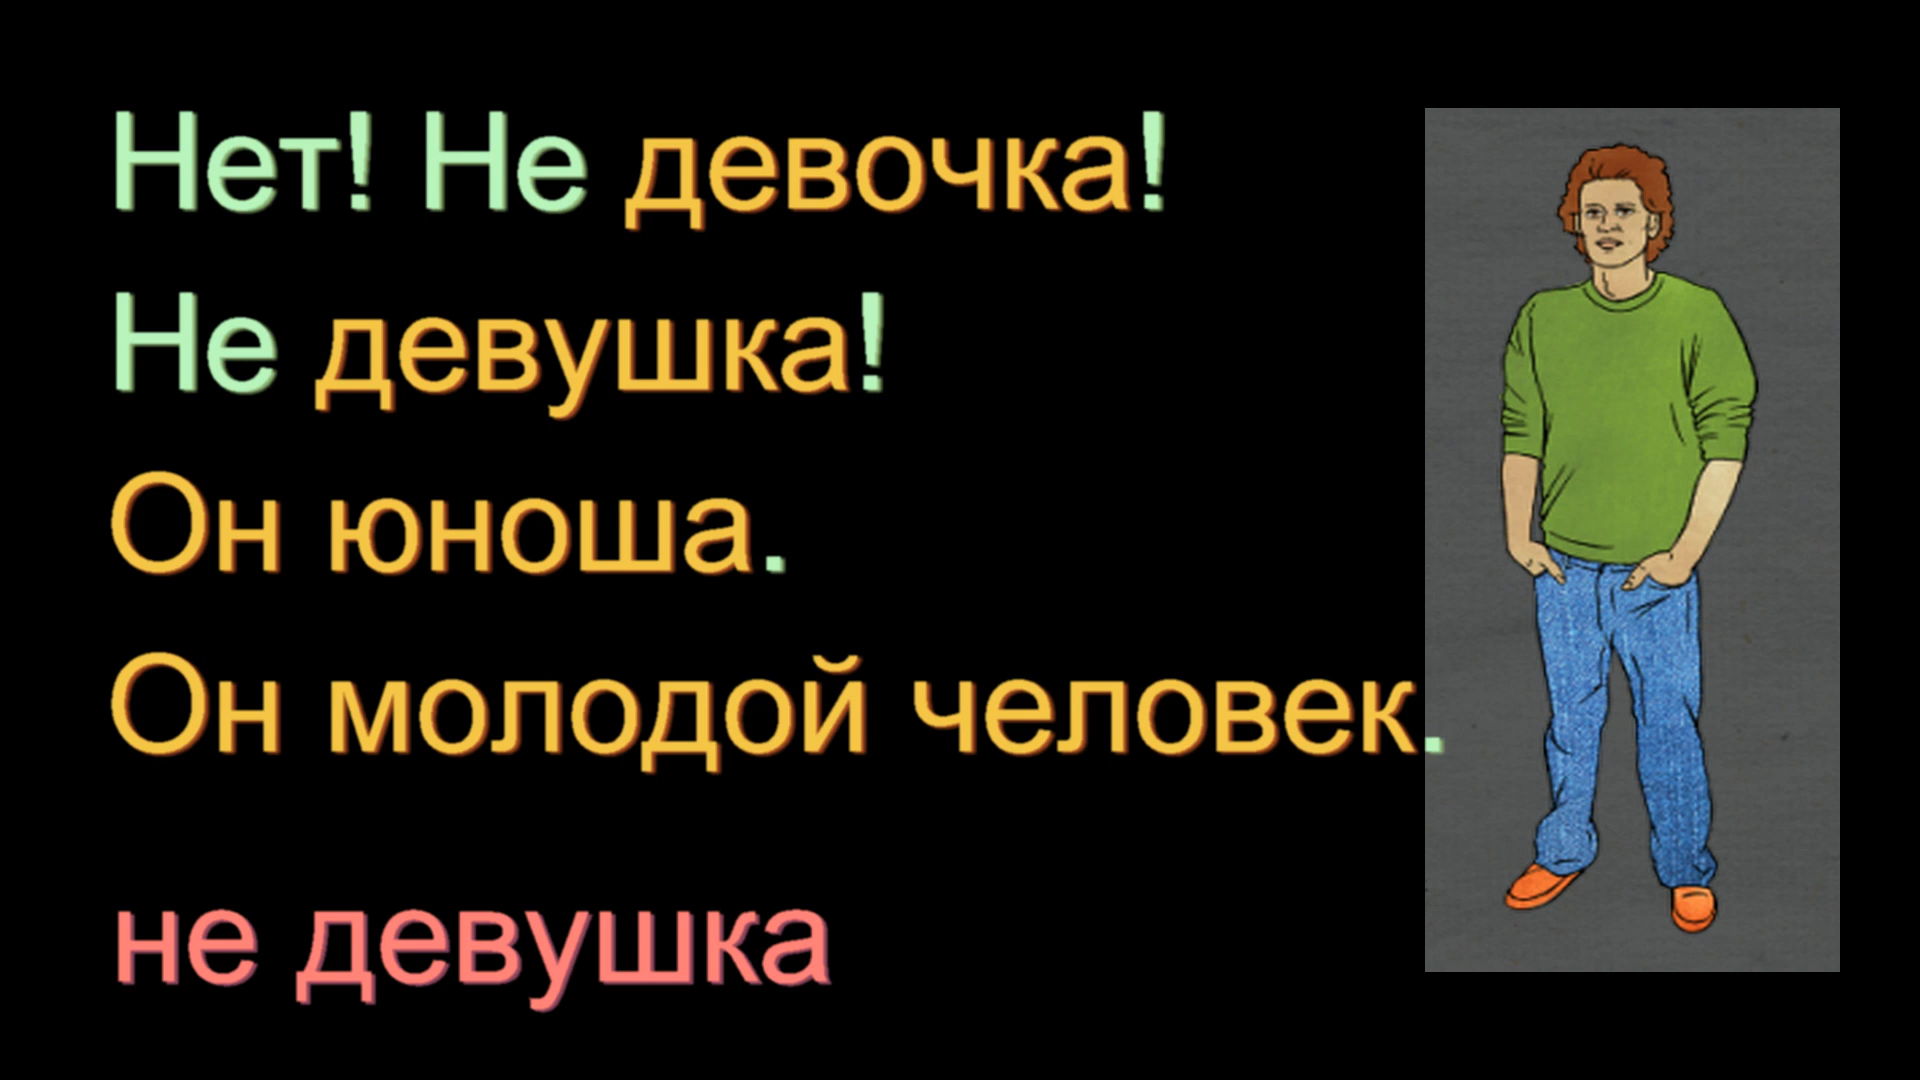 Нет! Не девочка!
Не девушка!
Он юноша.
Он молодой человек.
не девушка